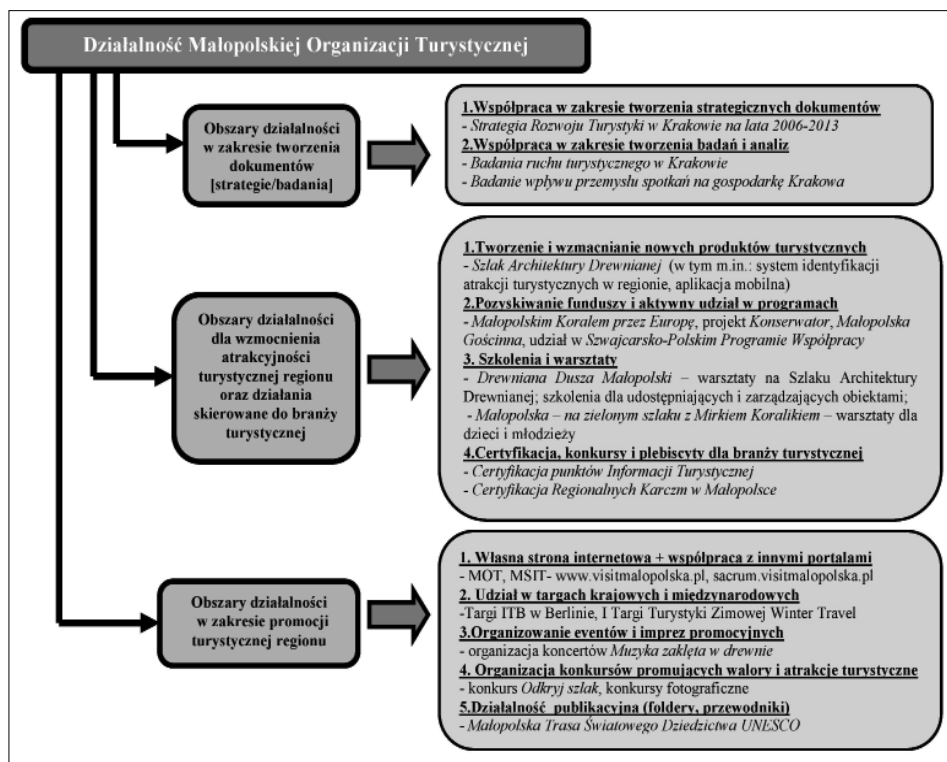 Działalność Małopolskiej Organizacji Turystycznej
Obszary działalności
w zakresie tworzenia
dokumentów
[strategie/badania]
1.Współpraca w zakresie tworzenia strategicznych dokumentów
- Strategia Rozwoju Turystyki w Krakowie na lata 2006-2013
2.Współpraca w zakresie tworzenia badań i analiz
- Badania ruchu turystycznego w Krakowie
- Badanie wpływu przemysłu spotkań na gospodarkę Krakowa
Obszary działalności
dla wzmocnienia
atrakcyjności
turystycznej regionu
oraz działania
skierowane do branży
turystycznej
1.Tworzenie i wzmacnianie nowych produktów turystycznych
- Szlak Architektury Drewnianej (w tym m.in.: system identyfikacji
atrakcji turystycznych w regionie, aplikacja mobilna)
2.Pozyskiwanie funduszy i aktywny udział w programach
- Małopolskim Koralem przez Europę, projekt Konserwator, Małopolska
Gościnna, udział w Szwajcarsko-Polskim Programie Współpracy
3. Szkolenia i warsztaty
- Drewniana Dusza Małopolski – warsztaty na Szlaku Architektury
Drewnianej; szkolenia dla udostępniających i zarządzających obiektami;
- Małopolska – na zielonym szlaku z Mirkiem Koralikiem – warsztaty dla
dzieci i młodzieży
4.Certyfikacja, konkursy i plebiscyty dla branży turystycznej
- Certyfikacja punktów Informacji Turystycznej
- Certyfikacja Regionalnych Karczm w Małopolsce
Obszary działalności
w zakresie promocji
turystycznej regionu
1. Własna strona internetowa + współpraca z innymi portalami
- MOT, MSIT- www.visitmalopolska.pl, sacrum.visitmalopolska.pl
2. Udział w targach krajowych i międzynarodowych
-Targi ITB w Berlinie, I Targi Turystyki Zimowej Winter Travel
3.Organizowanie eventów i imprez promocyjnych
- organizacja koncertów Muzyka zaklęta w drewnie
4. Organizacja konkursów promujących walory i atrakcje turystyczne
- konkurs Odkryj szlak, konkursy fotograficzne
5.Działalność publikacyjna (foldery, przewodniki)
- Małopolska Trasa Światowego Dziedzictwa UNESCO